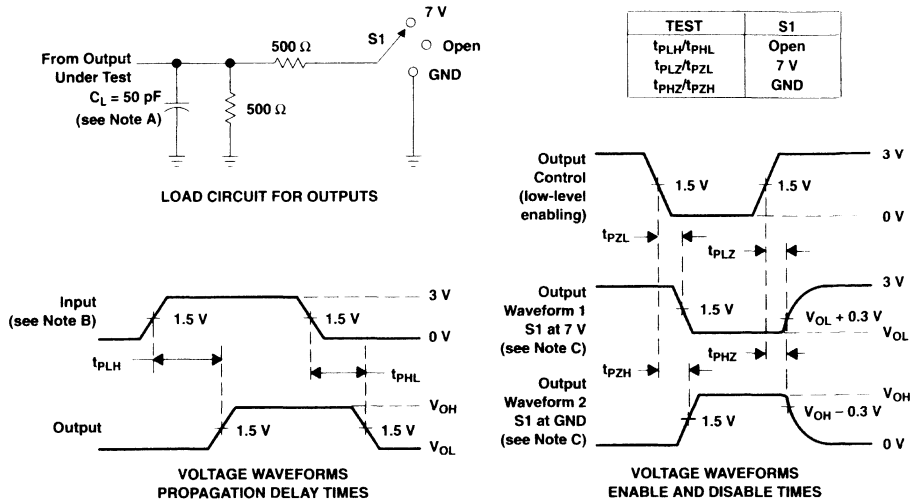 7 V
S1
Open
GND
500 Ω
From Output
Under Test
C_L = 50 pF
(see Note A)
500 Ω
LOAD CIRCUIT FOR OUTPUTS
TEST S1
t_PLH/t_PHL Open
t_PLZ/t_PZL 7 V
t_PHZ/t_PZH GND
Input
(see Note B)
1.5 V
1.5 V
3 V
0 V
t_PLH
t_PHL
Output
1.5 V
1.5 V
V_OH
V_OL
VOLTAGE WAVEFORMS
PROPAGATION DELAY TIMES
Output
Control
(low-level
enabling)
1.5 V
1.5 V
3 V
0 V
t_PZL
t_PLZ
Output
Waveform 1
S1 at 7 V
(see Note C)
1.5 V
3 V
V_OL + 0.3 V
V_OL
t_PZH
t_PHZ
Output
Waveform 2
S1 at GND
(see Note C)
1.5 V
V_OH
V_OH − 0.3 V
0 V
VOLTAGE WAVEFORMS
ENABLE AND DISABLE TIMES